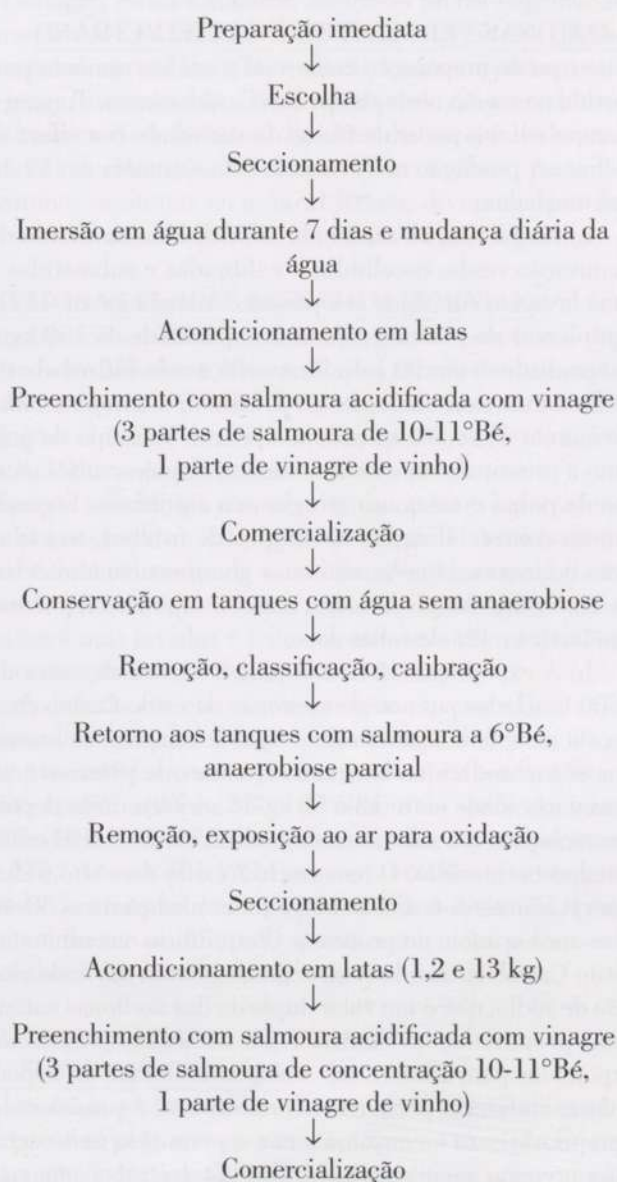 Preparação imediata
Escolha
Seccionamento
Imersão em água durante 7 dias e mudança diária da
água
Acondicionamento em latas
Preenchimento com salmoura acidificada com vinagre
(3 partes de salmoura de 10-11°Bé,
1 parte de vinagre de vinho)
Comercialização
Conservação em tanques com água sem anaerobiose
Remoção, classificação, calibração
Retorno aos tanques com salmoura a 6°Bé,
anaerobiose parcial
Remoção, exposição ao ar para oxidação
Seccionamento
Acondicionamento em latas (1,2 e 13 kg)
Preenchimento com salmoura acidificada com vinagre
(3 partes de salmoura de concentração 10-11°Bé,
1 parte de vinagre de vinho)
Comercialização